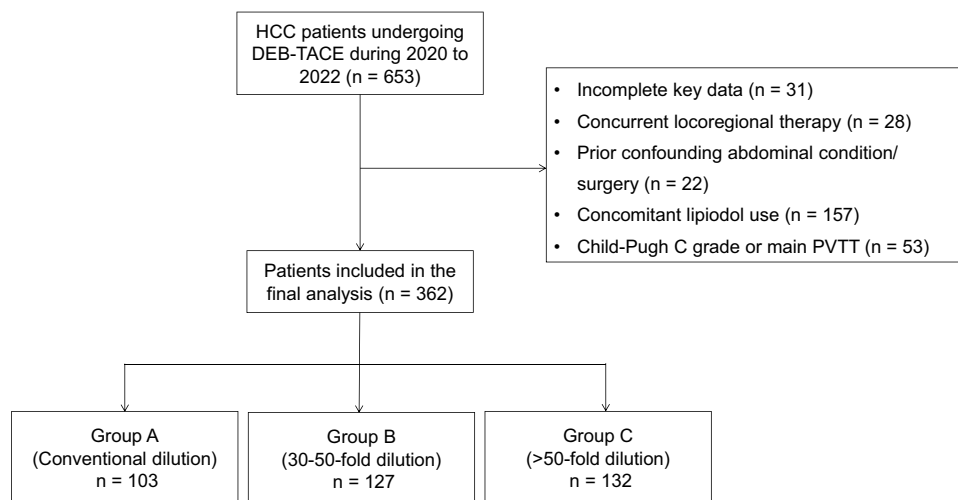 HCC patients undergoing
DEB-TACE during 2020 to
2022 (n = 653)
• Incomplete key data (n = 31)
• Concurrent locoregional therapy (n = 28)
• Prior confounding abdominal condition/
surgery (n = 22)
• Concomitant lipiodol use (n = 157)
• Child-Pugh C grade or main PVTT (n = 53)
Patients included in the
final analysis (n = 362)
Group A
(Conventional dilution)
n = 103
Group B
(30-50-fold dilution)
n = 127
Group C
(>50-fold dilution)
n = 132